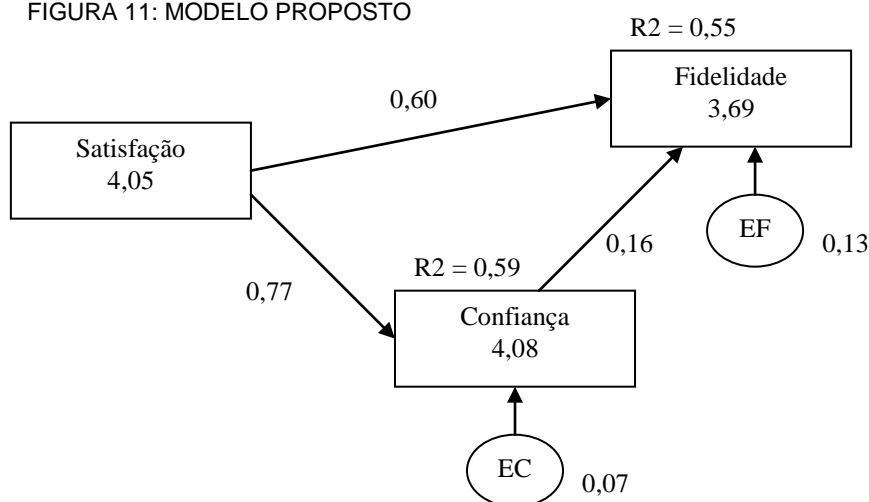 FIGURA 11: MODELO PROPOSTO
R2 = 0,55
Fidelidade
3,69
0,60
Satisfação
4,05
EF
0,13
0,16
R2 = 0,59
0,77
Confiança
4,08
EC
0,07